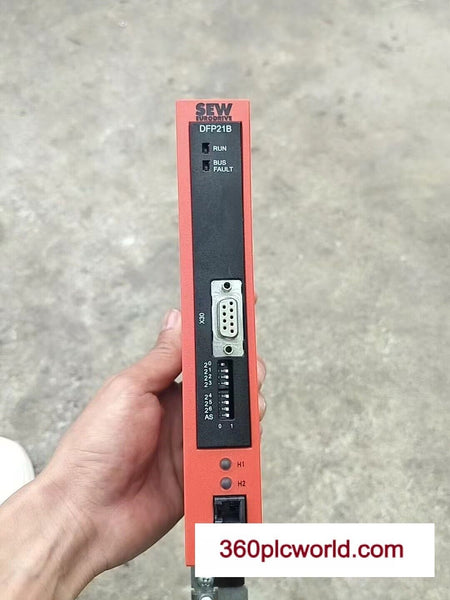 SEW
EURODRIVE
DFP21B
RUN
BUS
FAULT
X30
2⁰
2¹
2²
2³
2⁴
2⁵
2⁶
AS
0 1
H1
H2
360plcworld.com